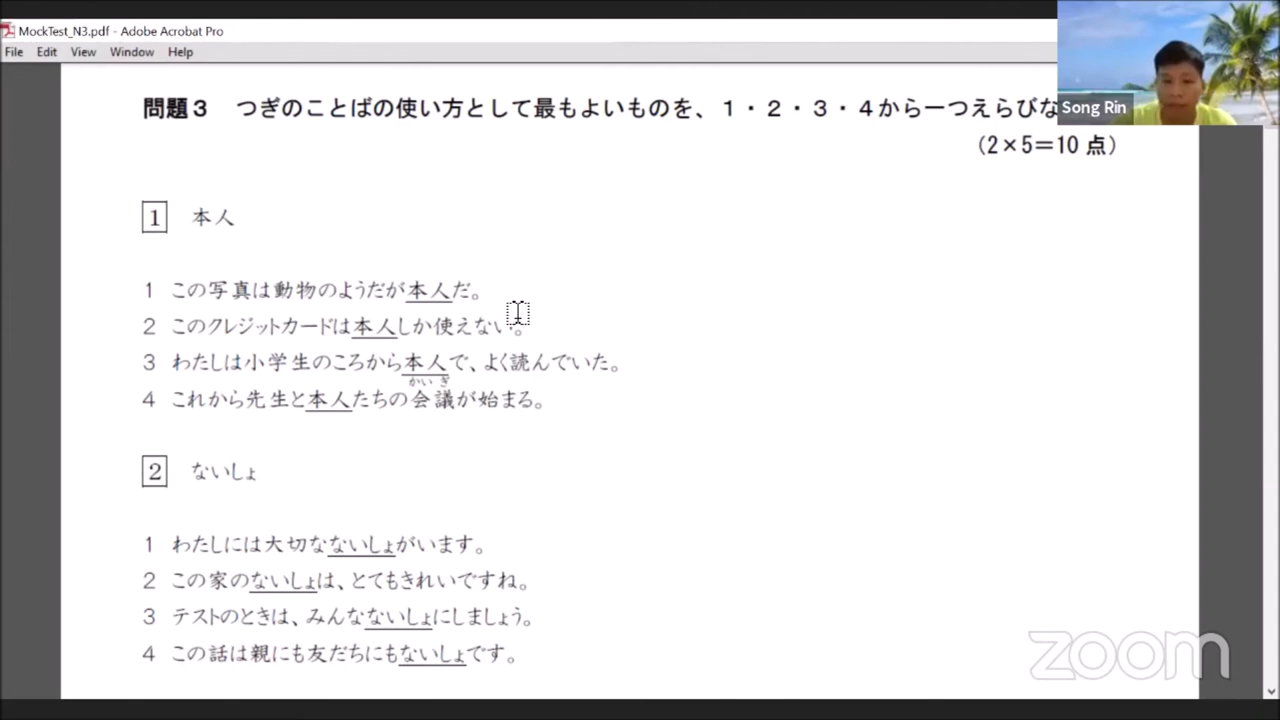 MockTest_N3.pdf - Adobe Acrobat Pro
File Edit View Window Help
Song Rin
問題3 つぎのことばの使い方として最もよいものを、1・2・3・4から一つえらびな
(2×5=10 点)
1 本人
1 この写真は動物のようだが本人だ。
2 このクレジットカードは本人しか使えない。
3 わたしは小学生のころから本人で、よく読んでいた。
かいぎ
4 これから先生と本人たちの会議が始まる。
2 ないしょ
1 わたしには大切なないしょがいます。
2 この家のないしょは、とてもきれいですね。
3 テストのときは、みんなないしょにしましょう。
4 この話は親にも友だちにもないしょです。
zoom